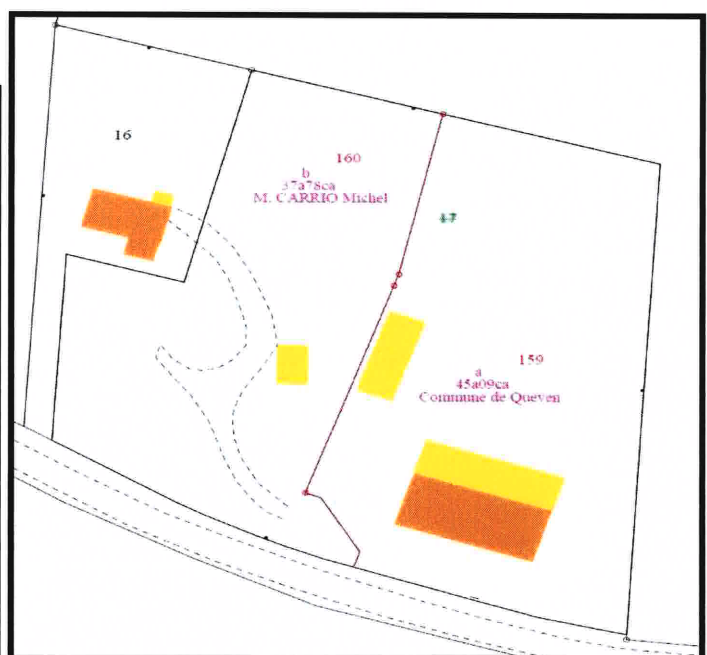 16
160
b
37a78ca
M. CARRIO Michel
17
159
a
45a09ca
Commune de Queven